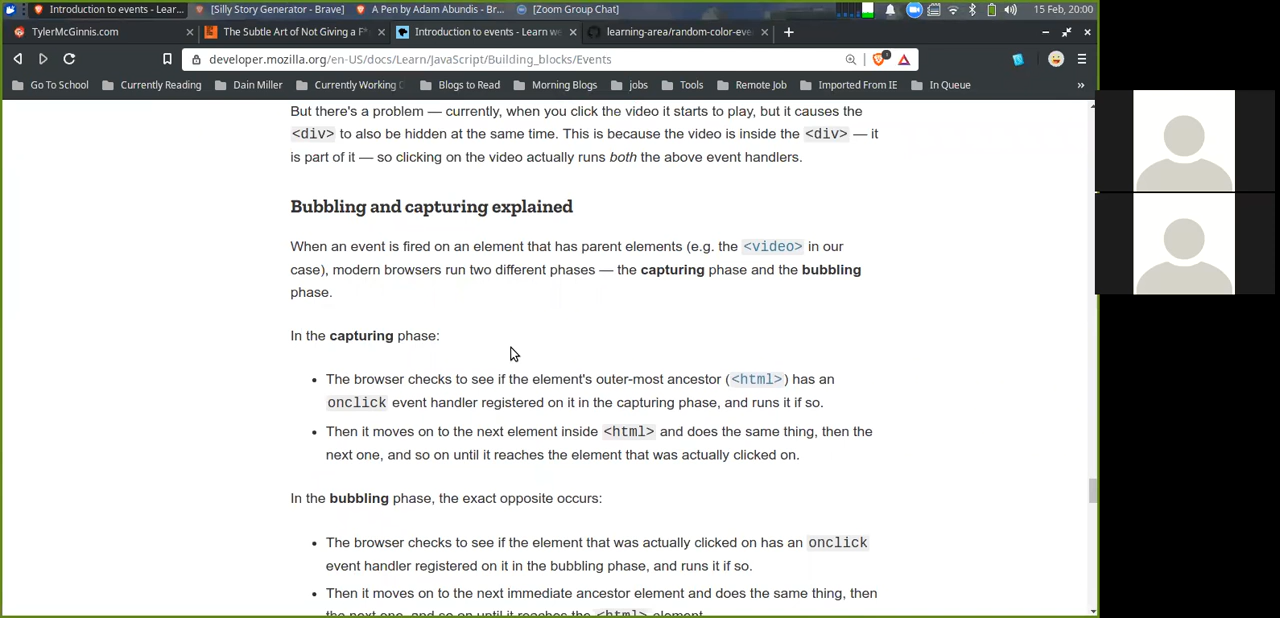 Introduction to events - Lear...
[Silly Story Generator - Brave]
A Pen by Adam Abundis - Br...
[Zoom Group Chat]
15 Feb, 20:00
TylerMcGinnis.com
The Subtle Art of Not Giving a F*
Introduction to events - Learn we
learning-area/random-color-eve
developer.mozilla.org/en-US/docs/Learn/JavaScript/Building_blocks/Events
1
Go To School
Currently Reading
Dain Miller
Currently Working
Blogs to Read
Morning Blogs
jobs
Tools
Remote Job
Imported From IE
In Queue
»
But there's a problem — currently, when you click the video it starts to play, but it causes the
<div> to also be hidden at the same time. This is because the video is inside the <div> — it
is part of it — so clicking on the video actually runs both the above event handlers.
Bubbling and capturing explained
When an event is fired on an element that has parent elements (e.g. the <video> in our
case), modern browsers run two different phases — the capturing phase and the bubbling
phase.
In the capturing phase:
• The browser checks to see if the element's outer-most ancestor (<html>) has an
onclick event handler registered on it in the capturing phase, and runs it if so.
• Then it moves on to the next element inside <html> and does the same thing, then the
next one, and so on until it reaches the element that was actually clicked on.
In the bubbling phase, the exact opposite occurs:
• The browser checks to see if the element that was actually clicked on has an onclick
event handler registered on it in the bubbling phase, and runs it if so.
• Then it moves on to the next immediate ancestor element and does the same thing, then
the next one, and so on until it reaches the <html> element.